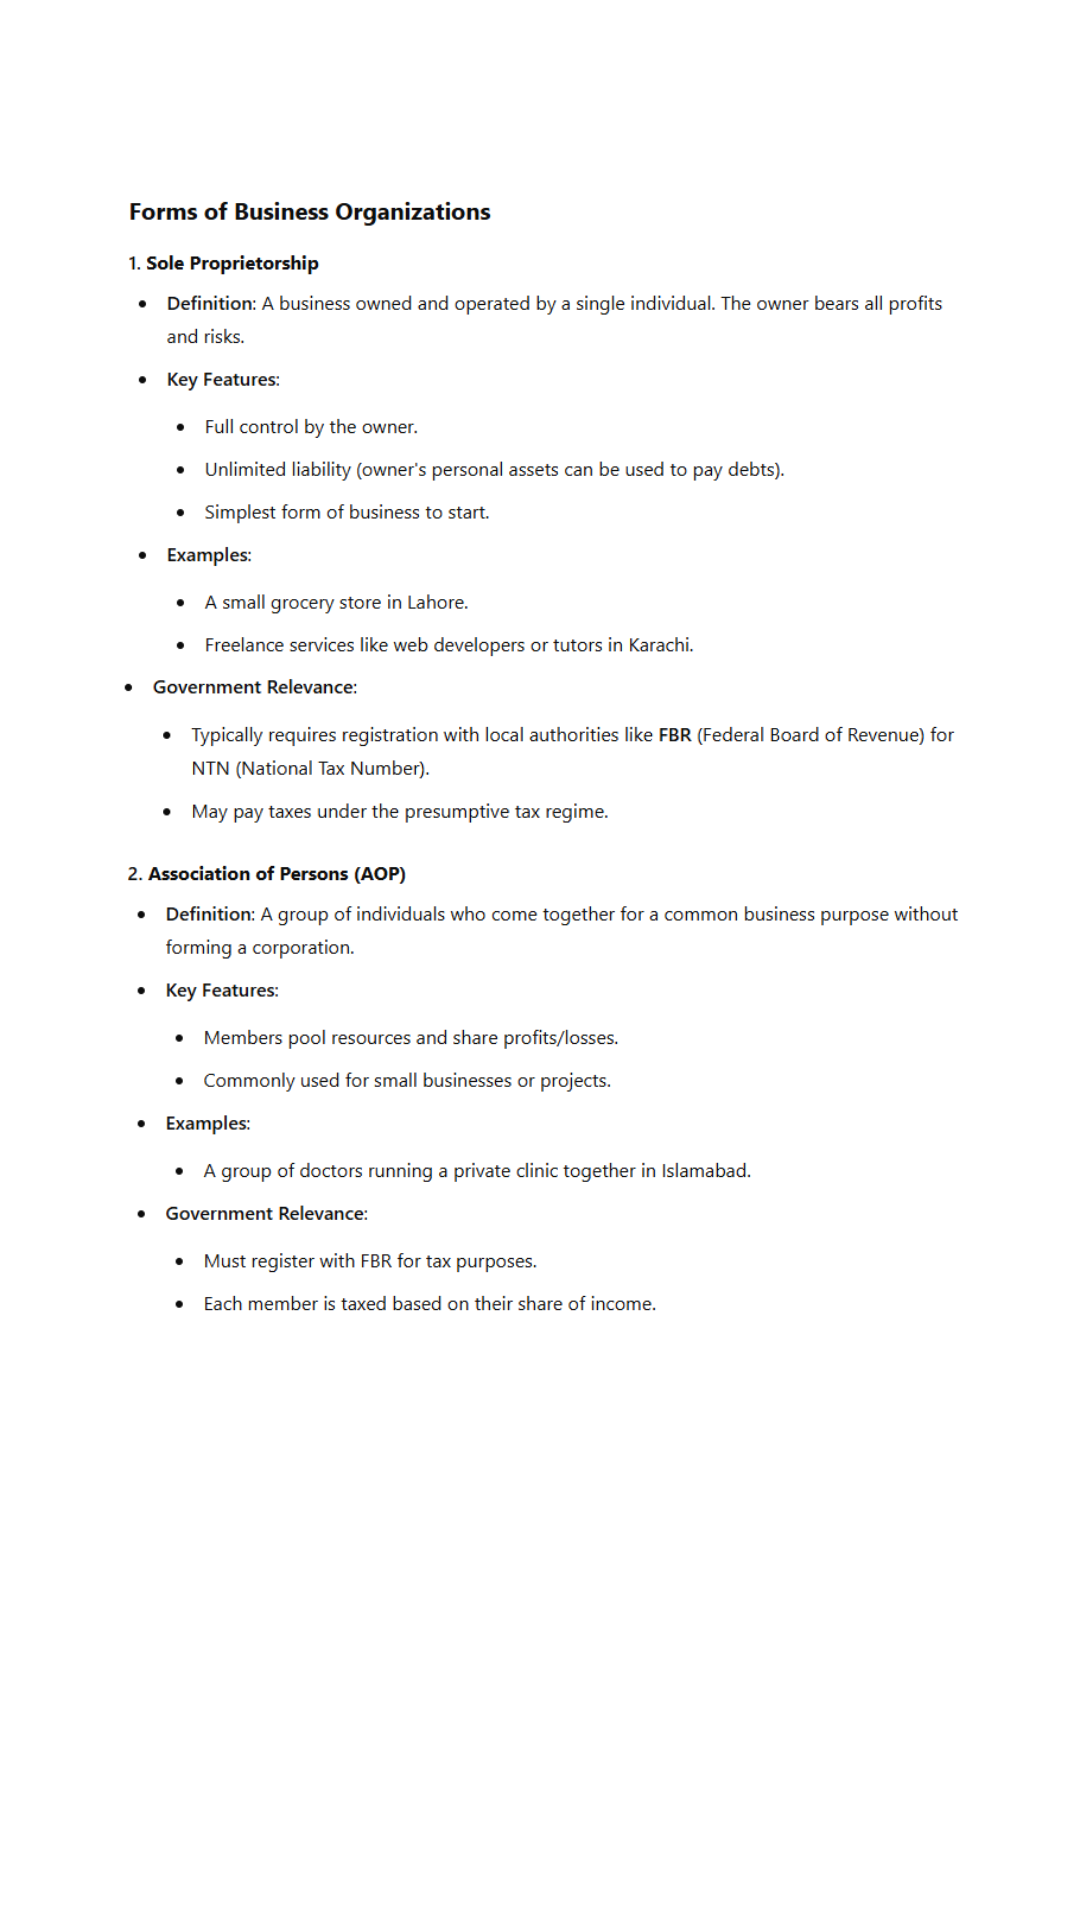 Forms of Business Organizations
1. Sole Proprietorship
• Definition: A business owned and operated by a single individual. The owner bears all profits
and risks.
• Key Features:
• Full control by the owner.
• Unlimited liability (owner's personal assets can be used to pay debts).
• Simplest form of business to start.
• Examples:
• A small grocery store in Lahore.
• Freelance services like web developers or tutors in Karachi.
• Government Relevance:
• Typically requires registration with local authorities like FBR (Federal Board of Revenue) for
NTN (National Tax Number).
• May pay taxes under the presumptive tax regime.
2. Association of Persons (AOP)
• Definition: A group of individuals who come together for a common business purpose without
forming a corporation.
• Key Features:
• Members pool resources and share profits/losses.
• Commonly used for small businesses or projects.
• Examples:
• A group of doctors running a private clinic together in Islamabad.
• Government Relevance:
• Must register with FBR for tax purposes.
• Each member is taxed based on their share of income.